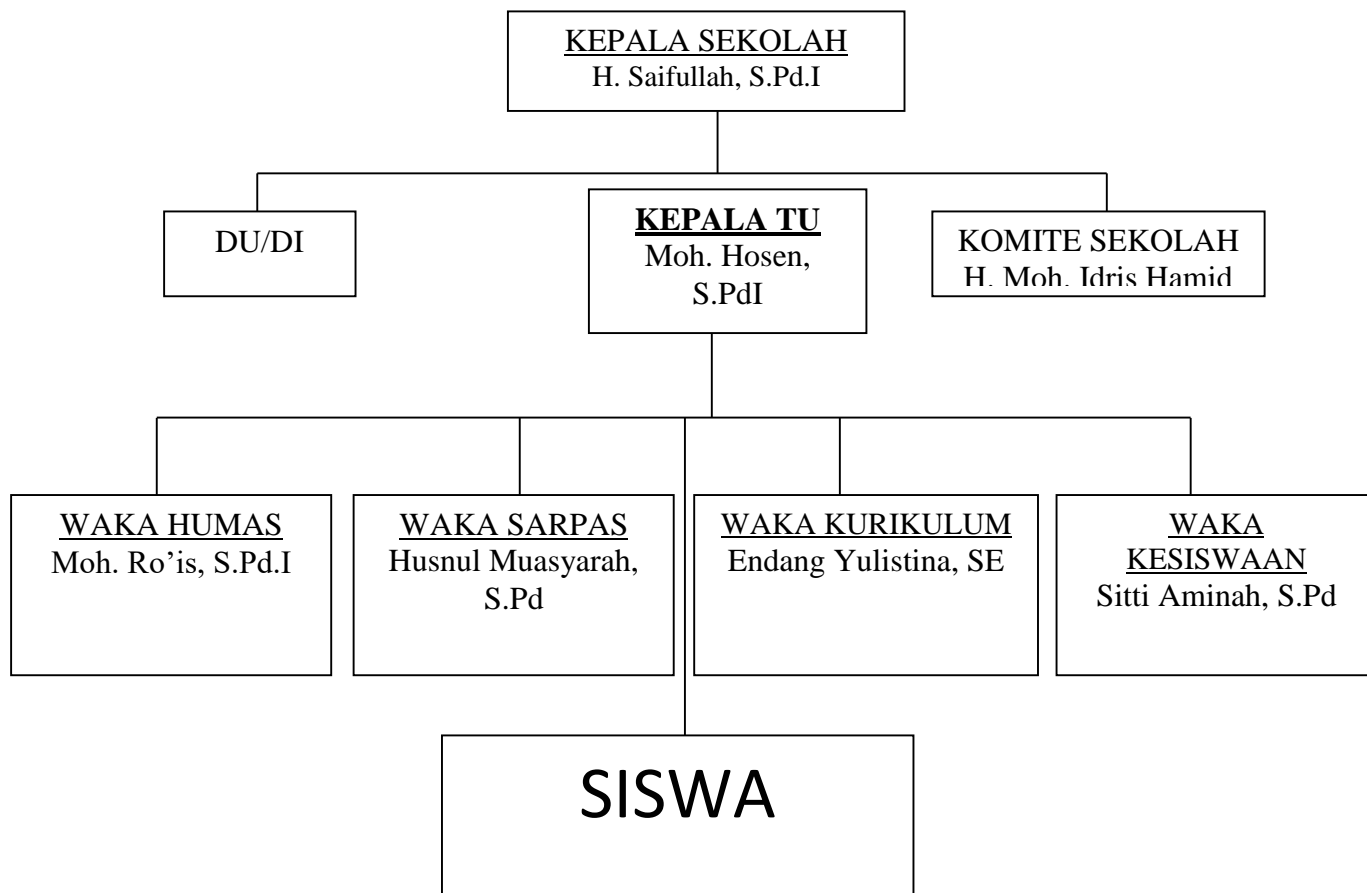 KEPALA SEKOLAH
H. Saifullah, S.Pd.I
DU/DI
KEPALA TU
Moh. Hosen,
S.PdI
KOMITE SEKOLAH
H. Moh. Idris Hamid
WAKA HUMAS
Moh. Ro’is, S.Pd.I
WAKA SARPAS
Husnul Muasyarah,
S.Pd
WAKA KURIKULUM
Endang Yulistina, SE
WAKA
KESISWAAN
Sitti Aminah, S.Pd
SISWA